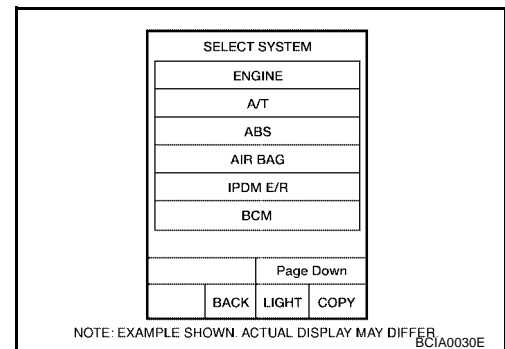 SELECT SYSTEM
ENGINE
A/T
ABS
AIR BAG
IPDM E/R
BCM
Page Down
BACK LIGHT COPY
NOTE: EXAMPLE SHOWN. ACTUAL DISPLAY MAY DIFFER.
BCIA0030E